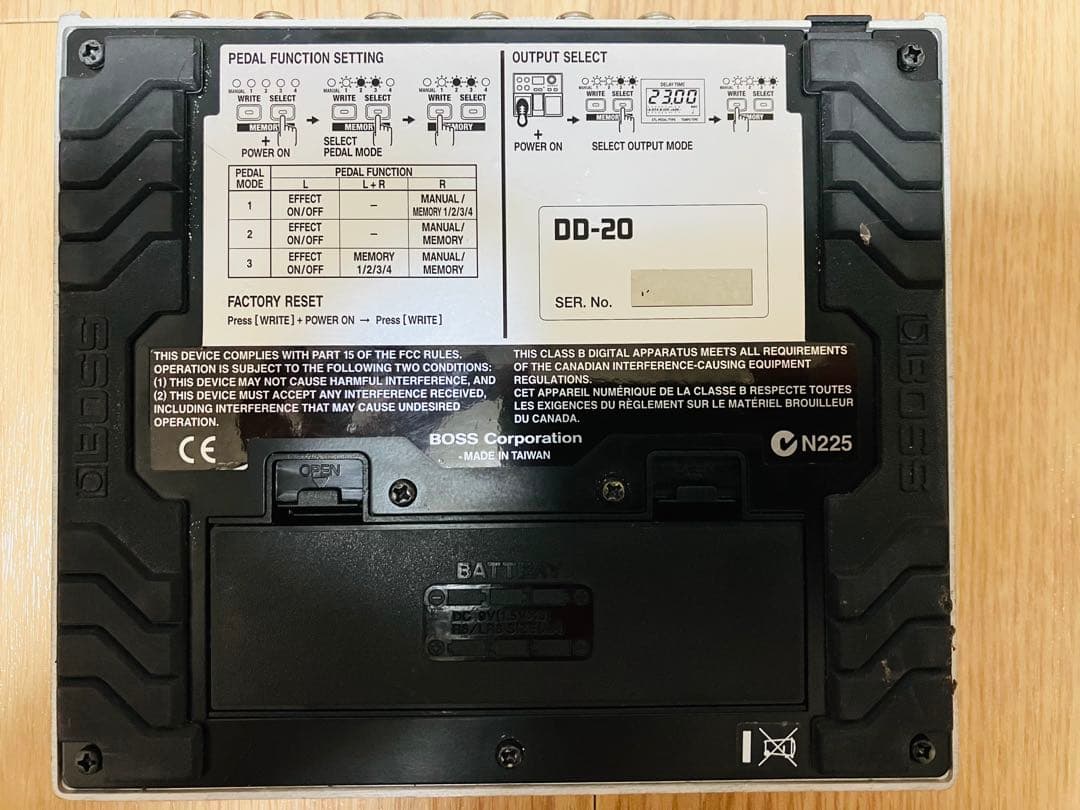 PEDAL FUNCTION SETTING
MANUAL 1 2 3 4
WRITE SELECT
MEMORY
+
POWER ON
MANUAL 1 2 3 4
WRITE SELECT
MEMORY
SELECT
PEDAL MODE
MANUAL 1 2 3 4
WRITE SELECT
MEMORY
PEDAL MODE
PEDAL FUNCTION
L
L + R
R
1
EFFECT ON/OFF
–
MANUAL / MEMORY 1/2/3/4
2
EFFECT ON/OFF
–
MANUAL/ MEMORY
3
EFFECT ON/OFF
MEMORY 1/2/3/4
MANUAL/ MEMORY
FACTORY RESET
Press [ WRITE ] + POWER ON → Press [ WRITE ]
OUTPUT SELECT
+
POWER ON
WRITE SELECT
DELAY TIME
23.00
SELECT OUTPUT MODE
WRITE SELECT
DD-20
SER. No.
THIS DEVICE COMPLIES WITH PART 15 OF THE FCC RULES.
OPERATION IS SUBJECT TO THE FOLLOWING TWO CONDITIONS:
(1) THIS DEVICE MAY NOT CAUSE HARMFUL INTERFERENCE, AND
(2) THIS DEVICE MUST ACCEPT ANY INTERFERENCE RECEIVED,
INCLUDING INTERFERENCE THAT MAY CAUSE UNDESIRED
OPERATION.
THIS CLASS B DIGITAL APPARATUS MEETS ALL REQUIREMENTS
OF THE CANADIAN INTERFERENCE-CAUSING EQUIPMENT
REGULATIONS.
CET APPAREIL NUMÉRIQUE DE LA CLASSE B RESPECTE TOUTES
LES EXIGENCES DU RÈGLEMENT SUR LE MATÉRIEL BROUILLEUR
DU CANADA.
CE
BOSS Corporation
MADE IN TAIWAN
N225
BOSS
BOSS
OPEN
BATTERY